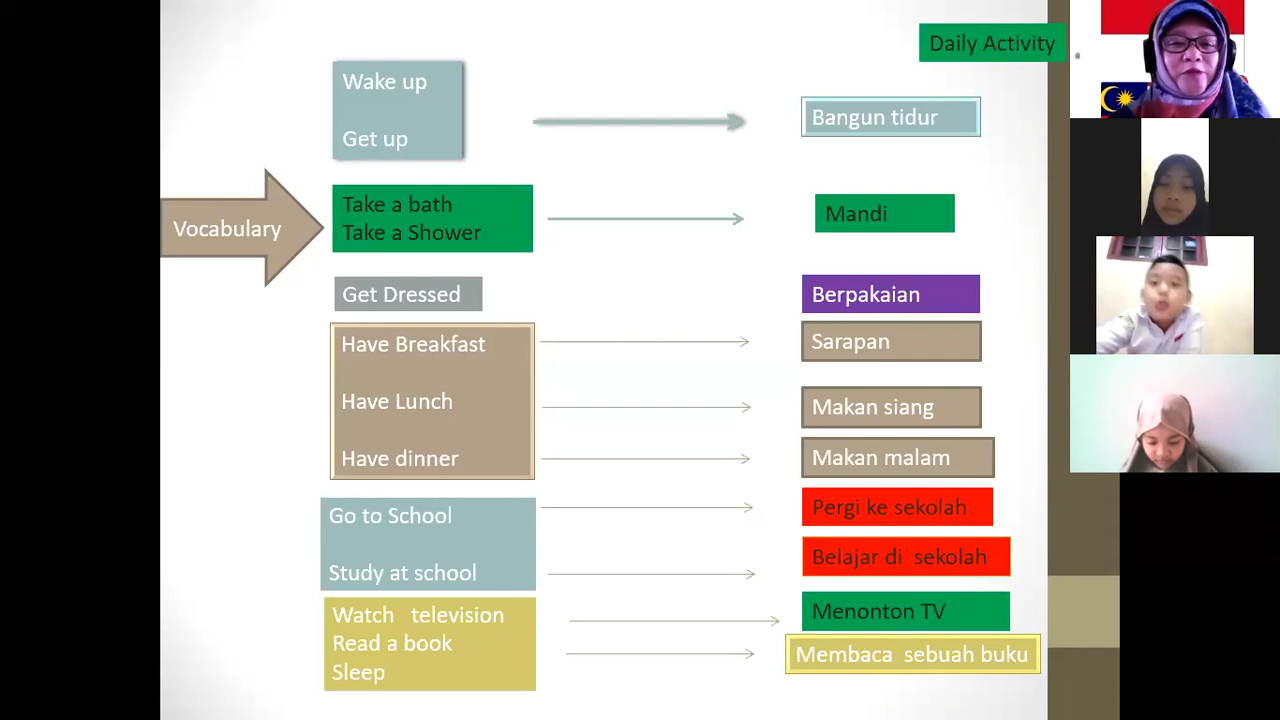 Daily Activity
Wake up
Get up
Bangun tidur
Vocabulary
Take a bath
Take a Shower
Mandi
Get Dressed
Berpakaian
Have Breakfast
Sarapan
Have Lunch
Makan siang
Have dinner
Makan malam
Go to School
Pergi ke sekolah
Study at school
Belajar di sekolah
Watch television
Menonton TV
Read a book
Membaca sebuah buku
Sleep